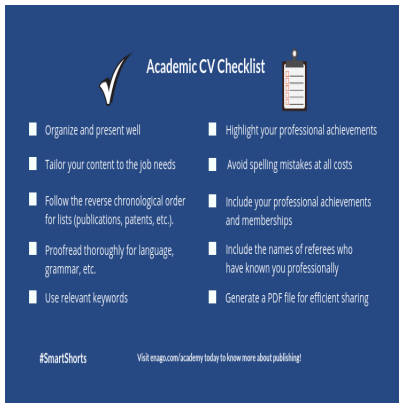 Academic CV Checklist
Organize and present well
Tailor your content to the job needs
Follow the reverse chronological order
for lists (publications, patents, etc.).
Proofread thoroughly for language,
grammar, etc.
Use relevant keywords
Highlight your professional achievements
Avoid spelling mistakes at all costs
Include your professional achievements
and memberships
Include the names of referees who
have known you professionally
Generate a PDF file for efficient sharing
#SmartShorts
Visit enago.com/academy today to know more about publishing!